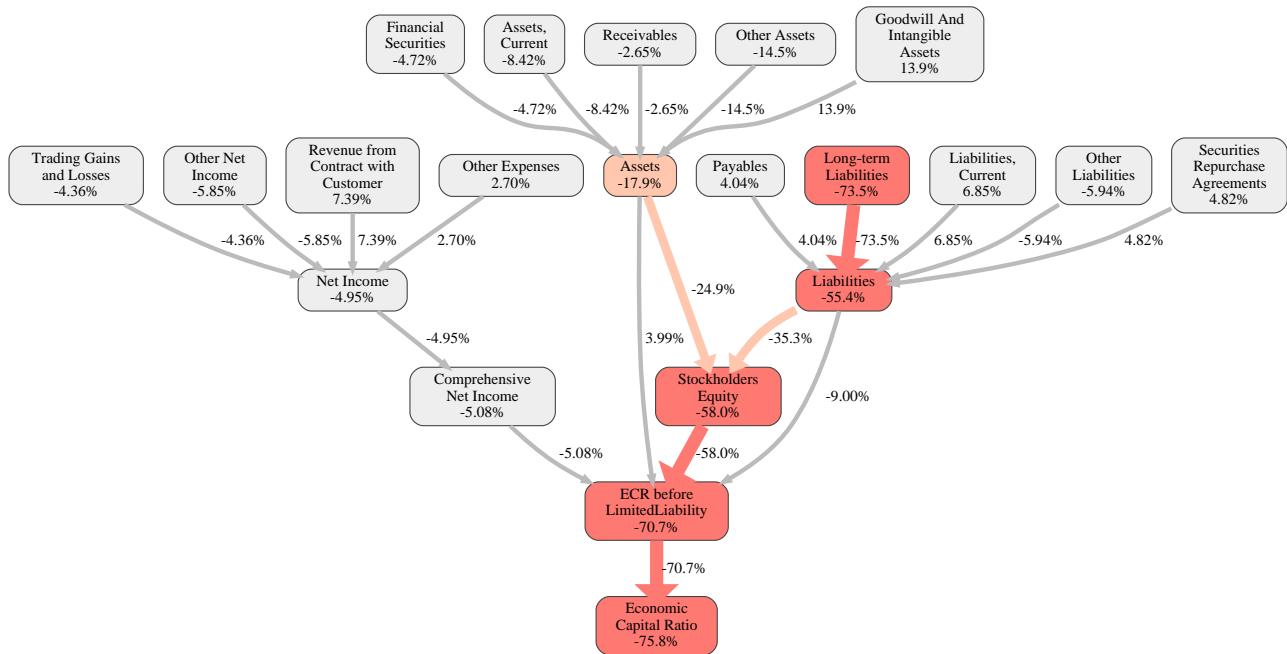 Financial
Securities
-4.72%
Assets,
Current
-8.42%
Receivables
-2.65%
Other Assets
-14.5%
Goodwill And
Intangible
Assets
13.9%
-4.72%
-8.42%
-2.65%
-14.5%
13.9%
Trading Gains
and Losses
-4.36%
Other Net
Income
-5.85%
Revenue from
Contract with
Customer
7.39%
Other Expenses
2.70%
Assets
-17.9%
Payables
4.04%
Long-term
Liabilities
-73.5%
Liabilities,
Current
6.85%
Other
Liabilities
-5.94%
Securities
Repurchase
Agreements
4.82%
-4.36%
-5.85%
7.39%
2.70%
4.04%
-73.5%
6.85%
-5.94%
4.82%
Net Income
-4.95%
Liabilities
-55.4%
-24.9%
-4.95%
3.99%
-35.3%
-9.00%
Comprehensive
Net Income
-5.08%
Stockholders
Equity
-58.0%
-5.08%
-58.0%
ECR before
LimitedLiability
-70.7%
-70.7%
Economic
Capital Ratio
-75.8%